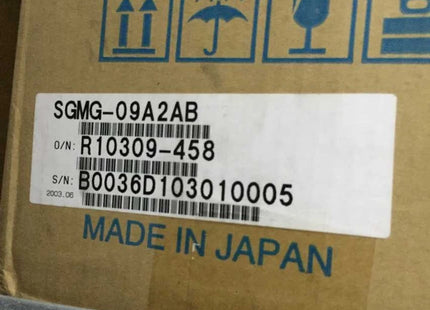 SGMG-09A2AB
O/N: R10309-458
S/N: B0036D103010005
2003.06
MADE IN JAPAN